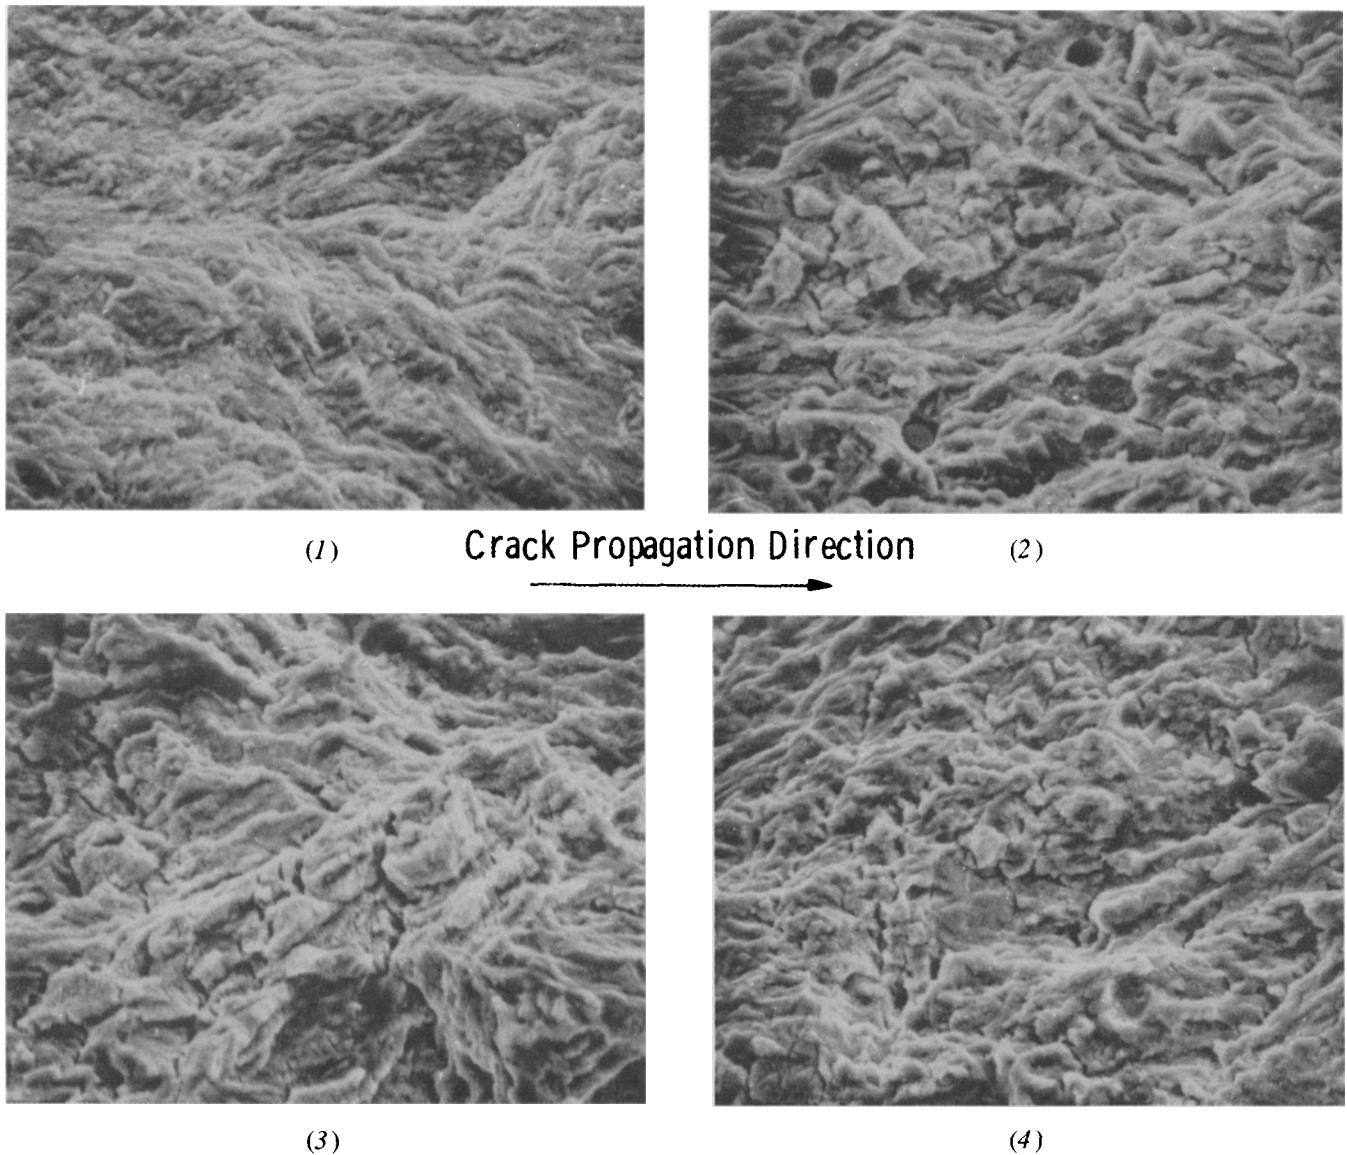 (1)
Crack Propagation Direction
(2)
(3)
(4)